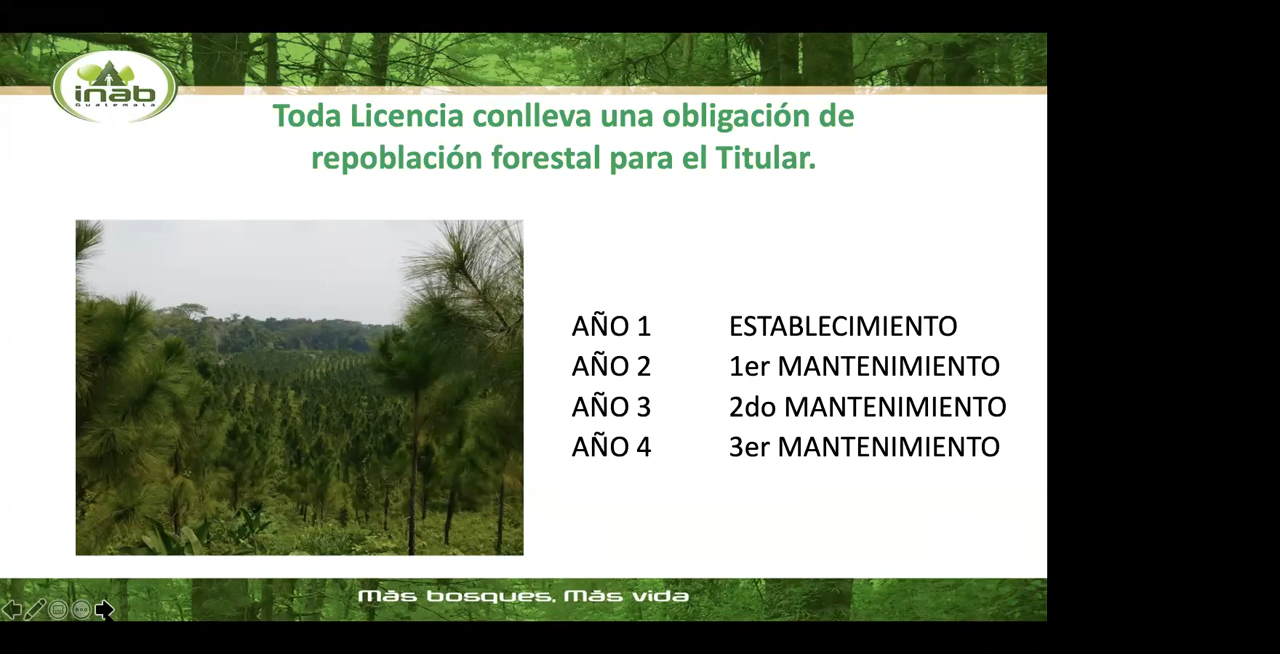 inab
Guatemala
Toda Licencia conlleva una obligación de
repoblación forestal para el Titular.
AÑO 1 ESTABLECIMIENTO
AÑO 2 1er MANTENIMIENTO
AÑO 3 2do MANTENIMIENTO
AÑO 4 3er MANTENIMIENTO
Más bosques, Más vida